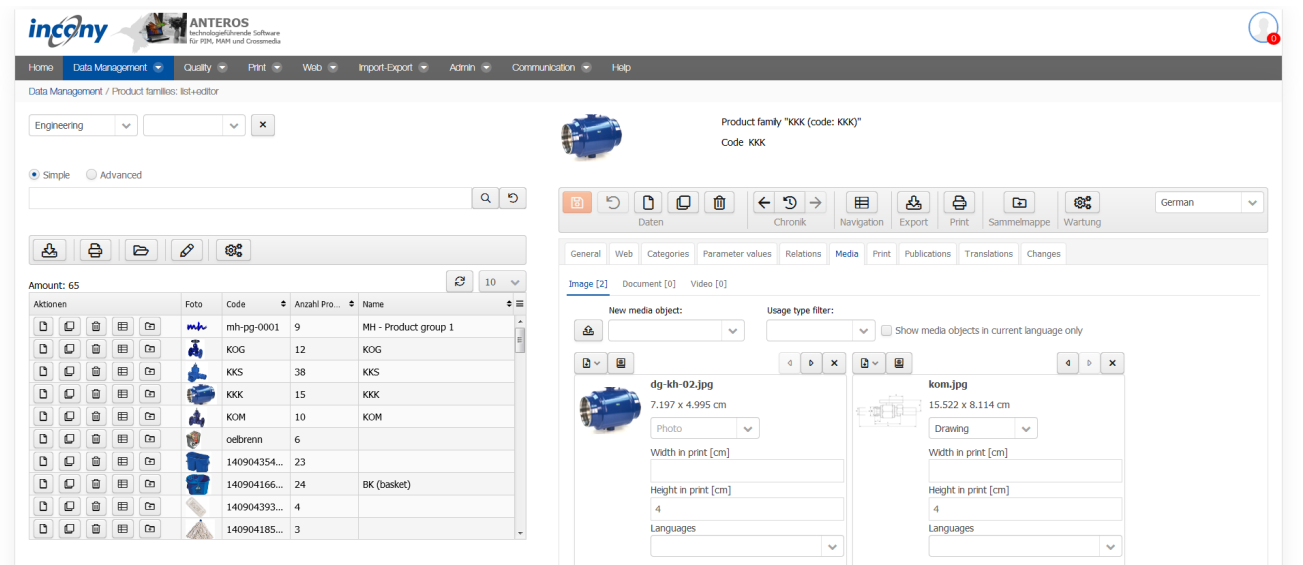 incony
ANTEROS
technologieführende Software
für PIM, MAM und Crossmedia
0
Home Data Management Quality Print Web Import-Export Admin Communication Help
Data Management / Product families: list+editor
Engineering
Product family "KKK (code: KKK)"
Code KKK
Simple Advanced
Daten Chronik Navigation Export Print Sammelmappe Wartung
German
General Web Categories Parameter values Relations Media Print Publications Translations Changes
Image [2] Document [0] Video [0]
Amount: 65
10
New media object: Usage type filter:
Show media objects in current language only
Aktionen Foto Code Anzahl Pro... Name
mh mh-pg-0001 9 MH - Product group 1
KOG 12 KOG
KKS 38 KKS
KKK 15 KKK
KOM 10 KOM
oelbrenn 6
140904354... 23
140904166... 24 BK (basket)
140904393... 4
140904185... 3
dg-kh-02.jpg
7.197 x 4.995 cm
Photo
Width in print [cm]
Height in print [cm]
4
Languages
kom.jpg
15.522 x 8.114 cm
Drawing
Width in print [cm]
Height in print [cm]
4
Languages